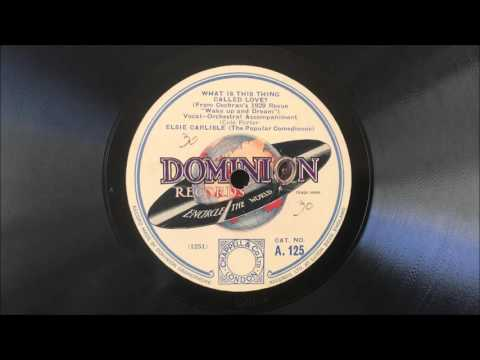 WHAT IS THIS THING
CALLED LOVE?
(From Cochran's 1929 Revue
"Wake up and Dream")
Vocal-Orchestral Accompaniment
(Cole Porter
ELSIE CARLISLE (The Popular Comedienne)
30
DOMINION
RECORDS
TRADE MARK
ENCIRCLE THE WORLD
30
(1251)
CHAPPELL & CO LTD
LONDON
CAT. NO.
A. 125